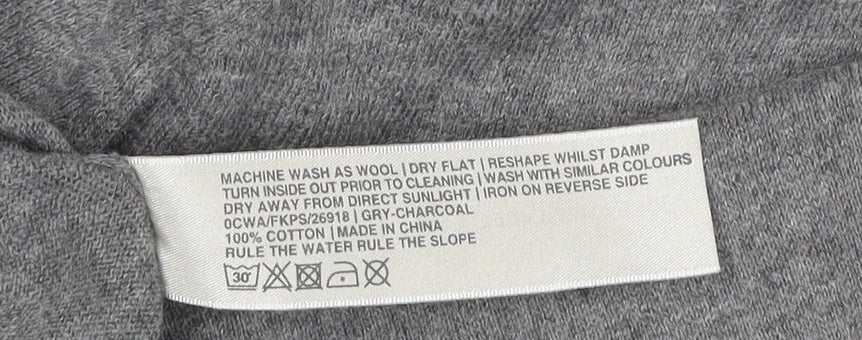 MACHINE WASH AS WOOL | DRY FLAT | RESHAPE WHILST DAMP
TURN INSIDE OUT PRIOR TO CLEANING | WASH WITH SIMILAR COLOURS
DRY AWAY FROM DIRECT SUNLIGHT | IRON ON REVERSE SIDE
0CWA/FKPS/26918 | GRY-CHARCOAL
100% COTTON | MADE IN CHINA
RULE THE WATER RULE THE SLOPE
30°